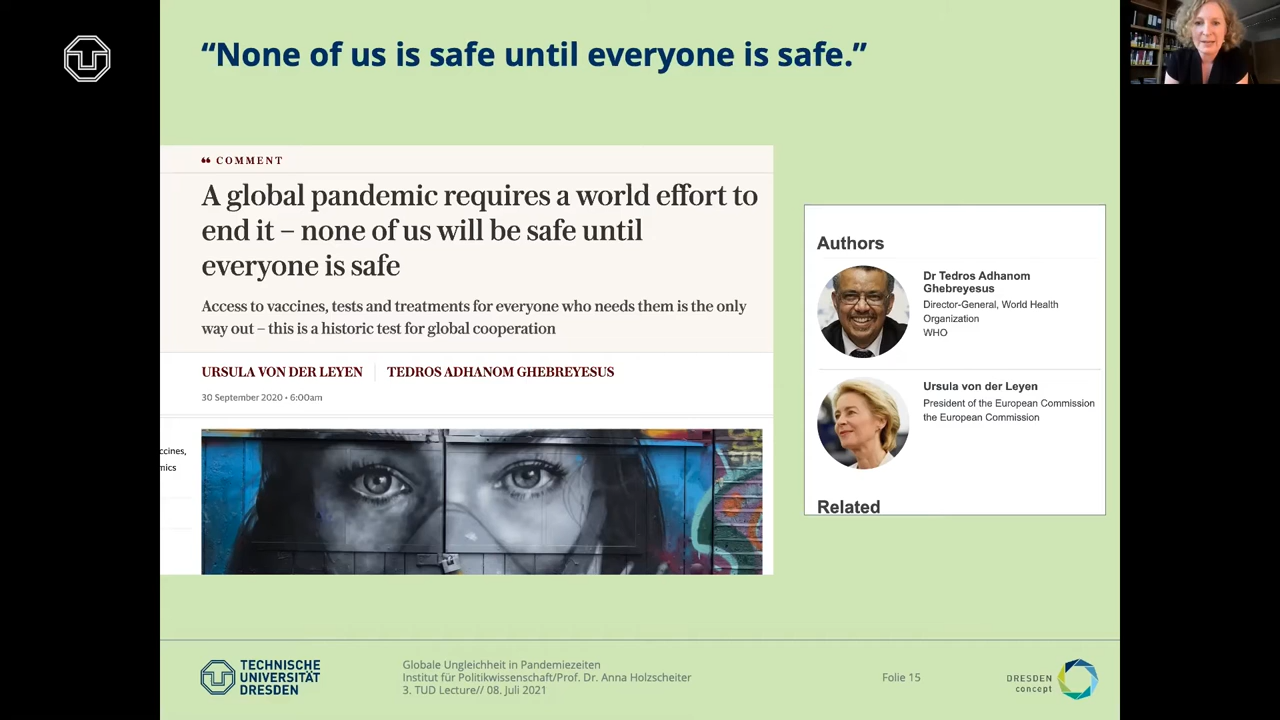 “None of us is safe until everyone is safe.”
❝ COMMENT
A global pandemic requires a world effort to
end it – none of us will be safe until
everyone is safe
Access to vaccines, tests and treatments for everyone who needs them is the only
way out – this is a historic test for global cooperation
URSULA VON DER LEYEN
TEDROS ADHANOM GHEBREYESUS
30 September 2020 • 6:00am
ccines,
mics
Authors
Dr Tedros Adhanom
Ghebreyesus
Director-General, World Health
Organization
WHO
Ursula von der Leyen
President of the European Commission
the European Commission
Related
TECHNISCHE
UNIVERSITÄT
DRESDEN
Globale Ungleichheit in Pandemiezeiten
Institut für Politikwissenschaft/Prof. Dr. Anna Holzscheiter
3. TUD Lecture// 08. Juli 2021
Folie 15
DRESDEN
concept